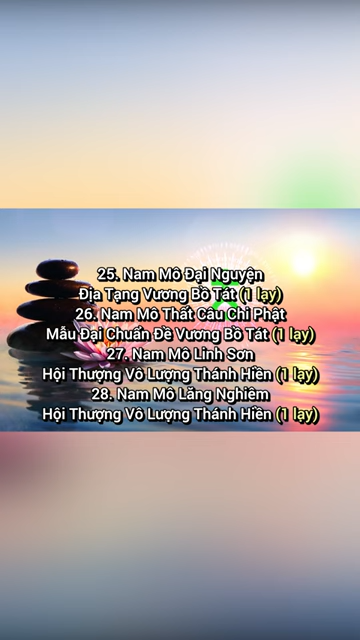 25. Nam Mô Đại Nguyện
Địa Tạng Vương Bồ Tát (1 lạy)
26. Nam Mô Thất Câu Chi Phật
Mẫu Đại Chuẩn Đề Vương Bồ Tát (1 lạy)
27. Nam Mô Linh Sơn
Hội Thượng Vô Lượng Thánh Hiền (1 lạy)
28. Nam Mô Lăng Nghiêm
Hội Thượng Vô Lượng Thánh Hiền (1 lạy)